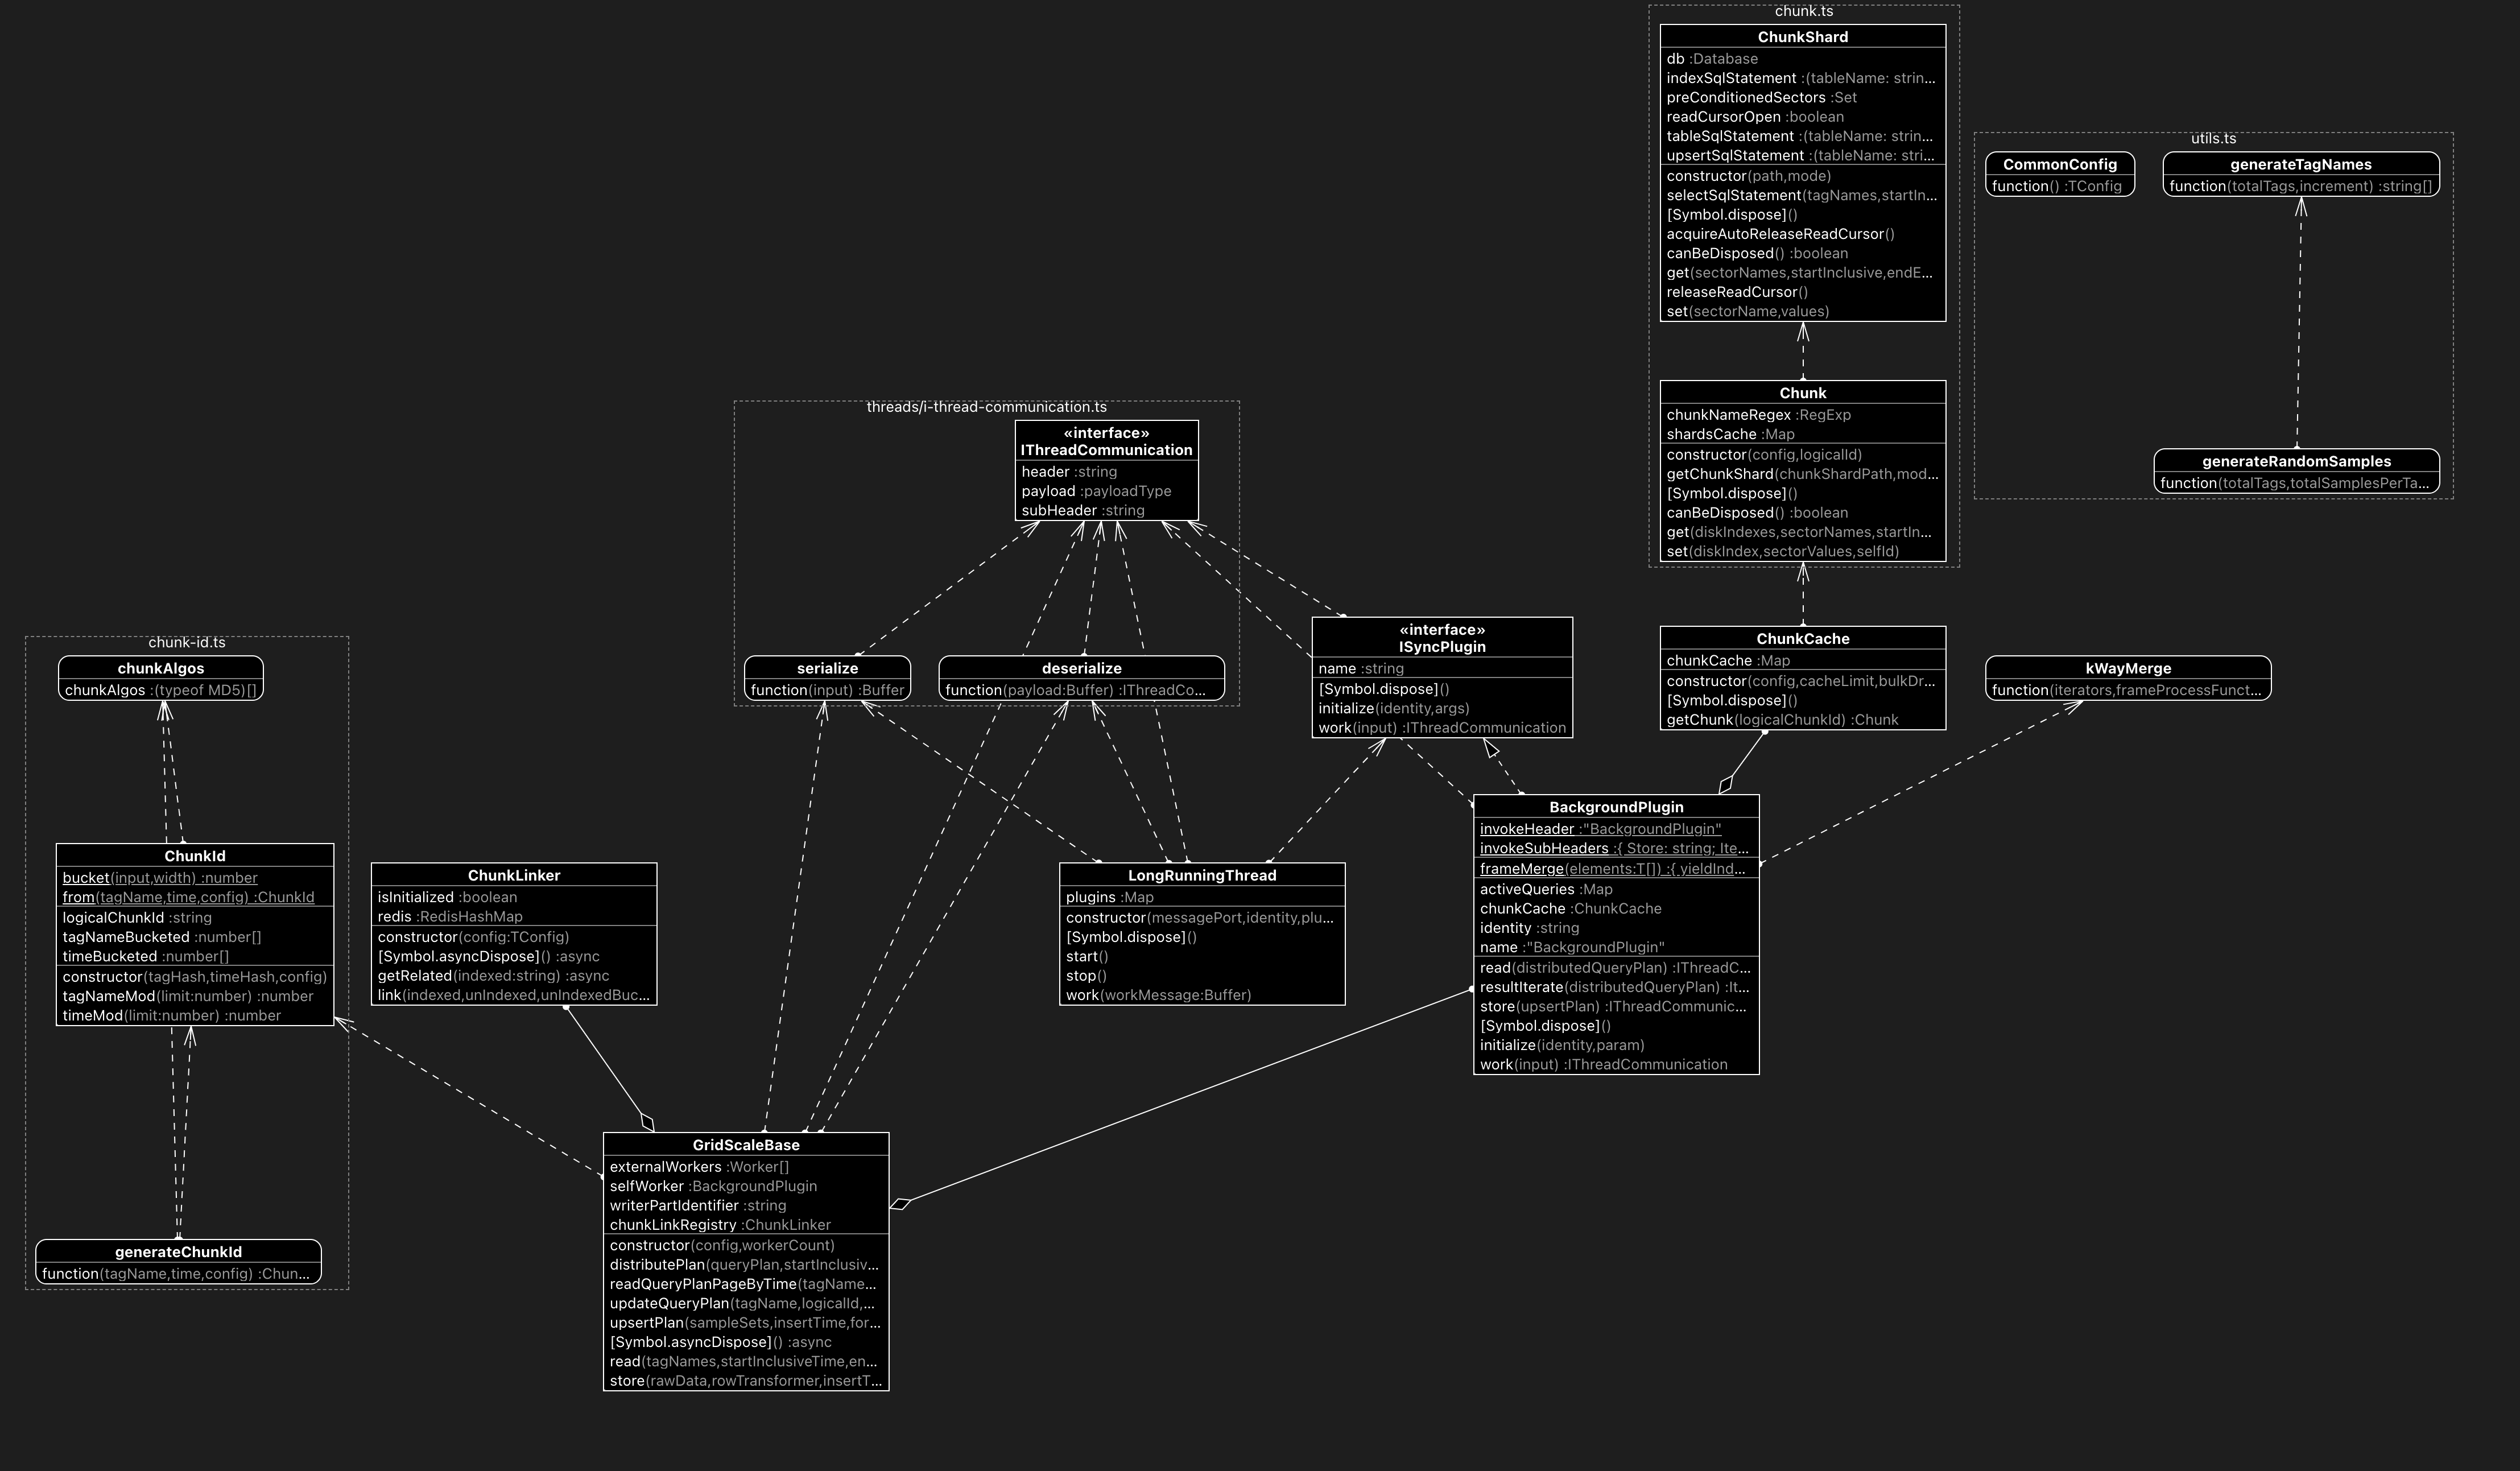 chunk.ts
ChunkShard
db :Database
indexSqlStatement :(tableName: strin...
preConditionedSectors :Set
readCursorOpen :boolean
tableSqlStatement :(tableName: strin...
upsertSqlStatement :(tableName: stri...
constructor(path,mode)
selectSqlStatement(tagNames,startIn...
[Symbol.dispose]()
acquireAutoReleaseReadCursor()
canBeDisposed() :boolean
get(sectorNames,startInclusive,endE...
releaseReadCursor()
set(sectorName,values)
Chunk
chunkNameRegex :RegExp
shardsCache :Map
constructor(config,logicalId)
getChunkShard(chunkShardPath,mod...
[Symbol.dispose]()
canBeDisposed() :boolean
get(diskIndexes,sectorNames,startIn...
set(diskIndex,sectorValues,selfId)
utils.ts
CommonConfig
function() :TConfig
generateTagNames
function(totalTags,increment) :string[]
generateRandomSamples
function(totalTags,totalSamplesPerTa...
threads/i-thread-communication.ts
«interface»
IThreadCommunication
header :string
payload :payloadType
subHeader :string
serialize
function(input) :Buffer
deserialize
function(payload:Buffer) :IThreadCo...
«interface»
ISyncPlugin
name :string
[Symbol.dispose]()
initialize(identity,args)
work(input) :IThreadCommunication
ChunkCache
chunkCache :Map
constructor(config,cacheLimit,bulkDr...
[Symbol.dispose]()
getChunk(logicalChunkId) :Chunk
kWayMerge
function(iterators,frameProcessFunct...
chunk-id.ts
chunkAlgos
chunkAlgos :(typeof MD5)[]
ChunkId
bucket(input,width) :number
from(tagName,time,config) :ChunkId
logicalChunkId :string
tagNameBucketed :number[]
timeBucketed :number[]
constructor(tagHash,timeHash,config)
tagNameMod(limit:number) :number
timeMod(limit:number) :number
generateChunkId
function(tagName,time,config) :Chun...
ChunkLinker
isInitialized :boolean
redis :RedisHashMap
constructor(config:TConfig)
[Symbol.asyncDispose]() :async
getRelated(indexed:string) :async
link(indexed,unIndexed,unIndexedBuc...
LongRunningThread
plugins :Map
constructor(messagePort,identity,plu...
[Symbol.dispose]()
start()
stop()
work(workMessage:Buffer)
BackgroundPlugin
invokeHeader :"BackgroundPlugin"
invokeSubHeaders :{ Store: string; Ite...
frameMerge(elements:T[]) :{ yieldInd...
activeQueries :Map
chunkCache :ChunkCache
identity :string
name :"BackgroundPlugin"
read(distributedQueryPlan) :IThreadC...
resultIterate(distributedQueryPlan) :It...
store(upsertPlan) :IThreadCommunic...
[Symbol.dispose]()
initialize(identity,param)
work(input) :IThreadCommunication
GridScaleBase
externalWorkers :Worker[]
selfWorker :BackgroundPlugin
writerPartIdentifier :string
chunkLinkRegistry :ChunkLinker
constructor(config,workerCount)
distributePlan(queryPlan,startInclusiv...
readQueryPlanPageByTime(tagName...
updateQueryPlan(tagName,logicalId,...
upsertPlan(sampleSets,insertTime,for...
[Symbol.asyncDispose]() :async
read(tagNames,startInclusiveTime,en...
store(rawData,rowTransformer,insertT...